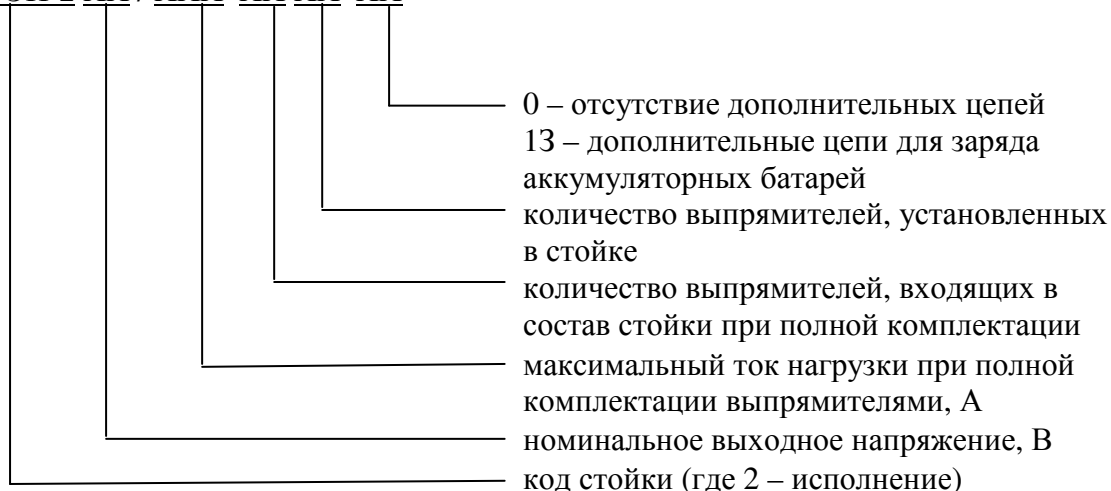 0 – отсутствие дополнительных цепей
1З – дополнительные цепи для заряда
аккумуляторных батарей
количество выпрямителей, установленных
в стойке
количество выпрямителей, входящих в
состав стойки при полной комплектации
максимальный ток нагрузки при полной
комплектации выпрямителями, А
номинальное выходное напряжение, В
код стойки (где 2 – исполнение)